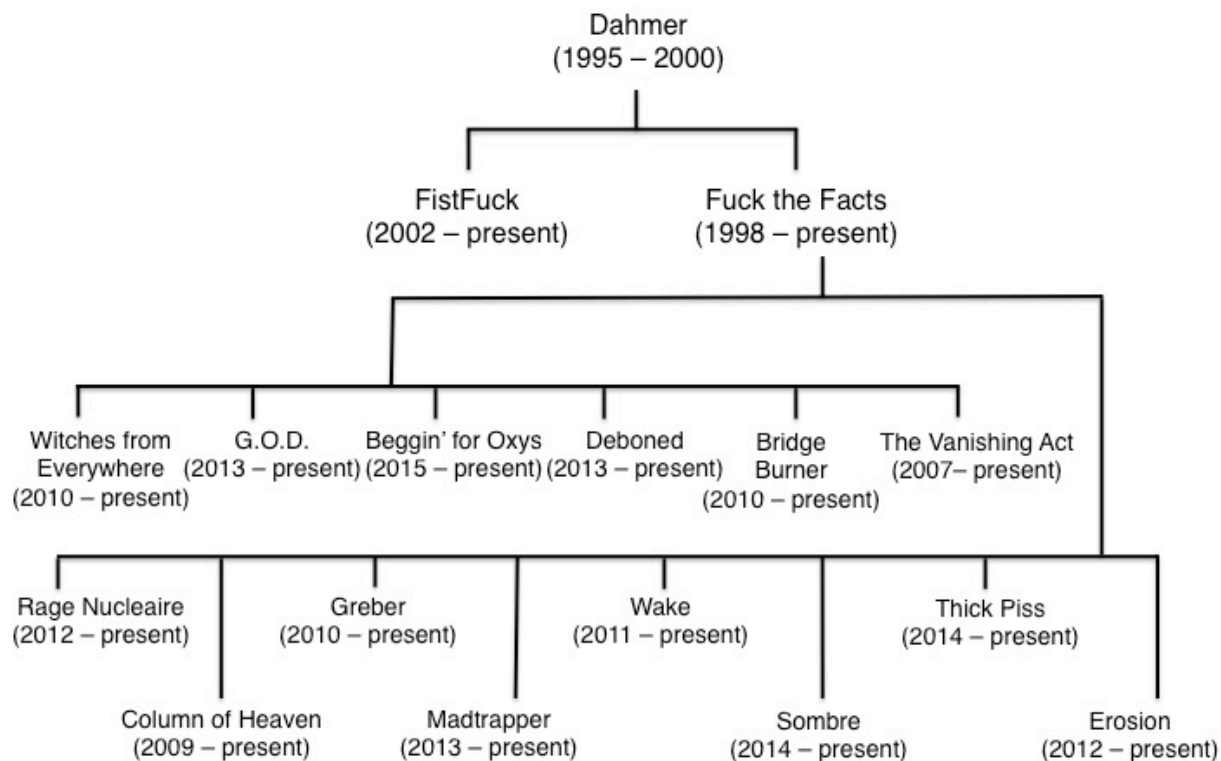 Dahmer
(1995 – 2000)
FistFuck
(2002 – present)
Fuck the Facts
(1998 – present)
Witches from
Everywhere
(2010 – present)
G.O.D.
(2013 – present)
Beggin’ for Oxys
(2015 – present)
Deboned
(2013 – present)
Bridge
Burner
(2010 – present)
The Vanishing Act
(2007– present)
Rage Nucleaire
(2012 – present)
Greber
(2010 – present)
Wake
(2011 – present)
Thick Piss
(2014 – present)
Column of Heaven
(2009 – present)
Madtrapper
(2013 – present)
Sombre
(2014 – present)
Erosion
(2012 – present)